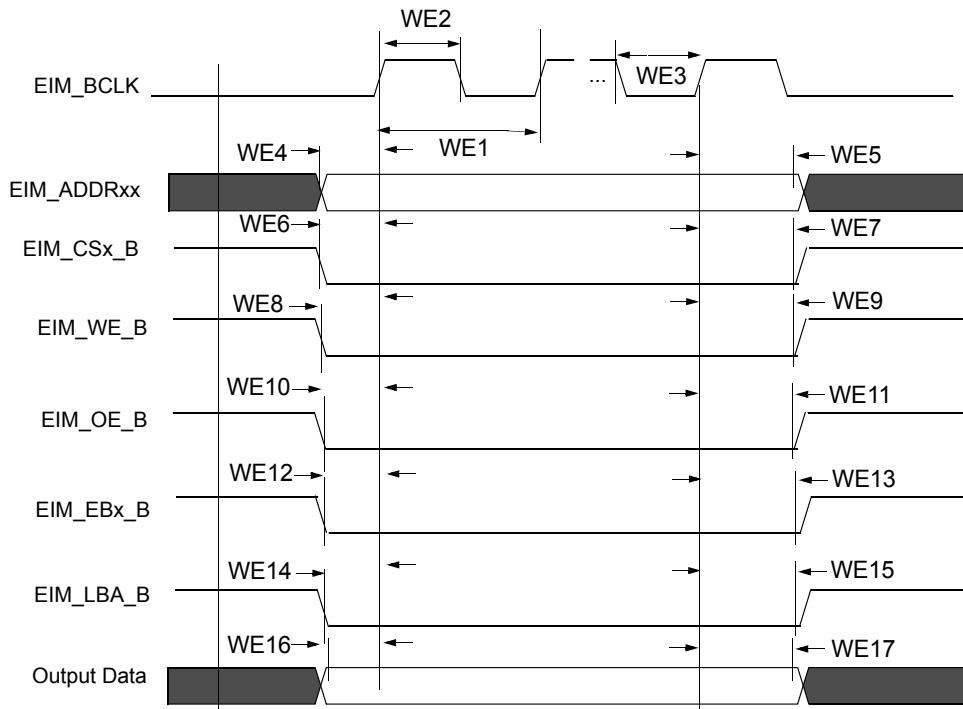 WE2
EIM_BCLK
...
WE3
WE1
WE4
WE5
EIM_ADDRxx
WE6
WE7
EIM_CSx_B
WE8
WE9
EIM_WE_B
WE10
WE11
EIM_OE_B
WE12
WE13
EIM_EBx_B
WE14
WE15
EIM_LBA_B
WE16
WE17
Output Data